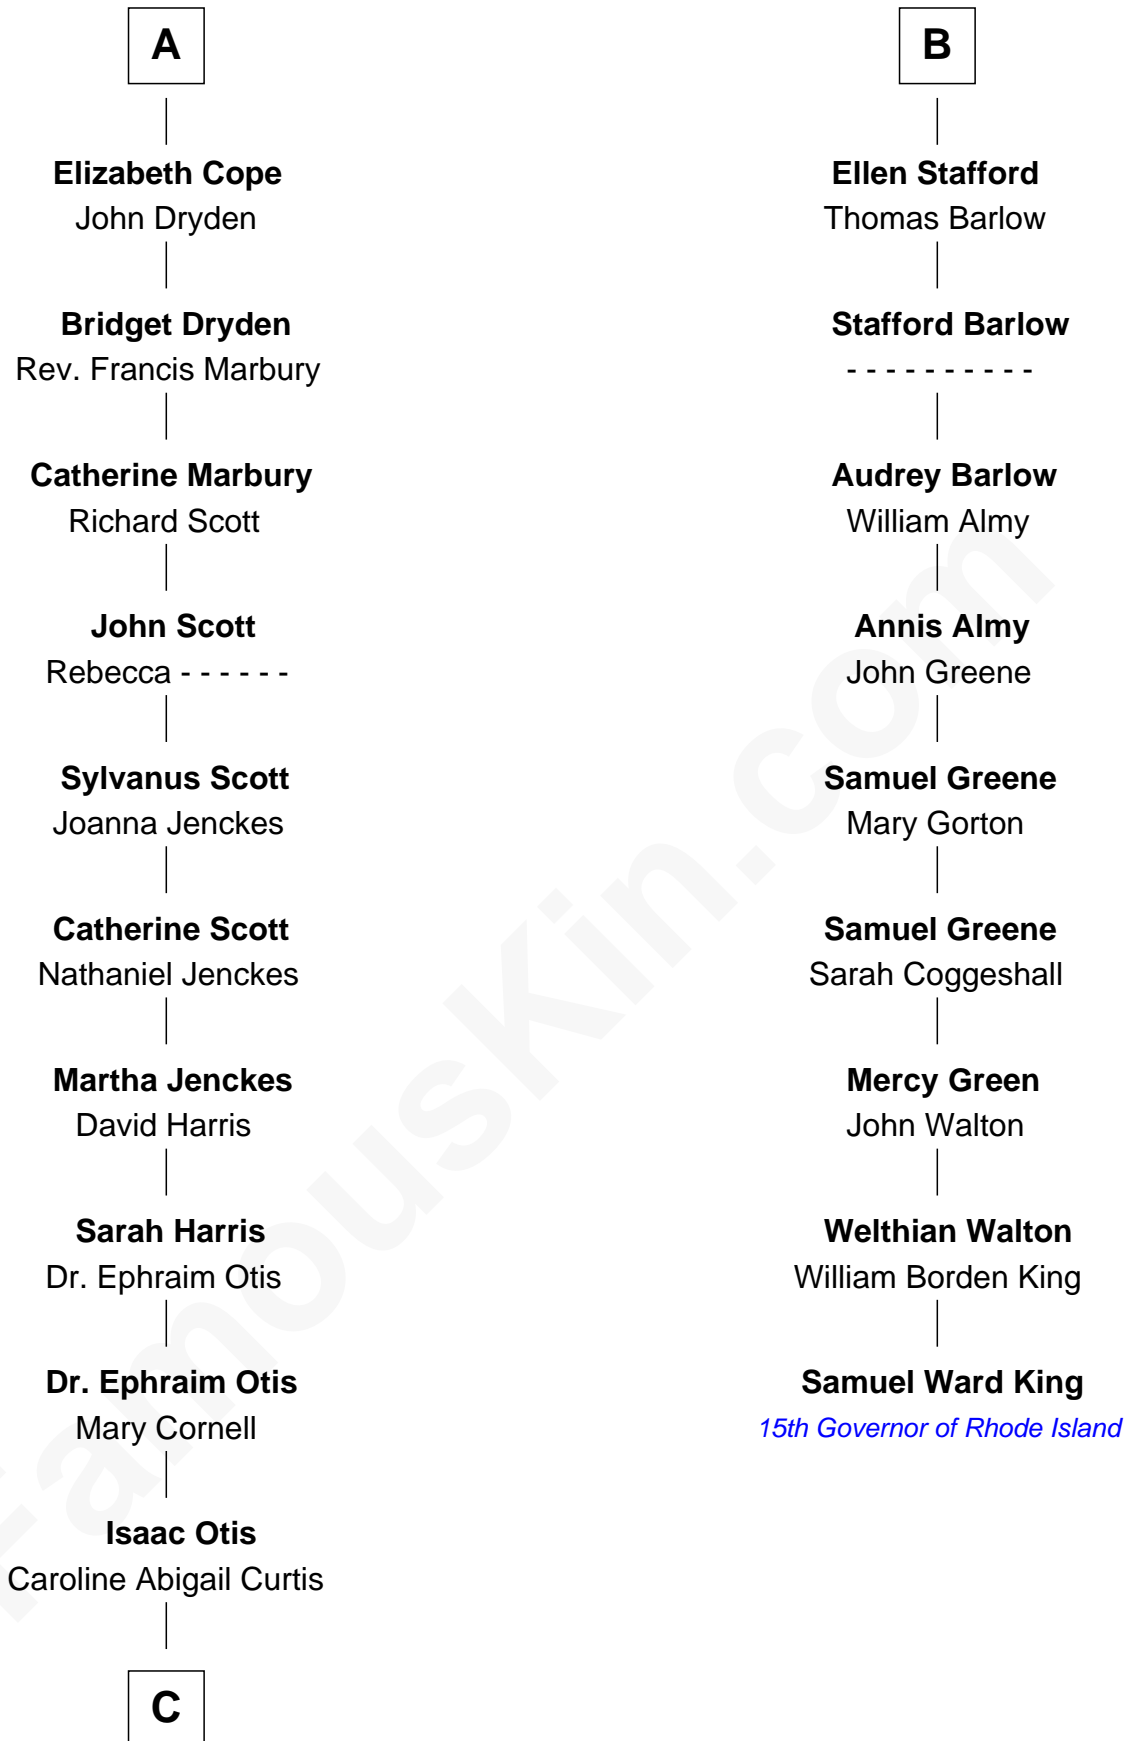 A
Elizabeth Cope
John Dryden
Bridget Dryden
Rev. Francis Marbury
Catherine Marbury
Richard Scott
John Scott
Rebecca - - - - - -
Sylvanus Scott
Joanna Jenckes
Catherine Scott
Nathaniel Jenckes
Martha Jenckes
David Harris
Sarah Harris
Dr. Ephraim Otis
Dr. Ephraim Otis
Mary Cornell
Isaac Otis
Caroline Abigail Curtis
C
B
Ellen Stafford
Thomas Barlow
Stafford Barlow
- - - - - - - - - -
Audrey Barlow
William Almy
Annis Almy
John Greene
Samuel Greene
Mary Gorton
Samuel Greene
Sarah Coggeshall
Mercy Green
John Walton
Welthian Walton
William Borden King
Samuel Ward King
15th Governor of Rhode Island
FamousKin.com